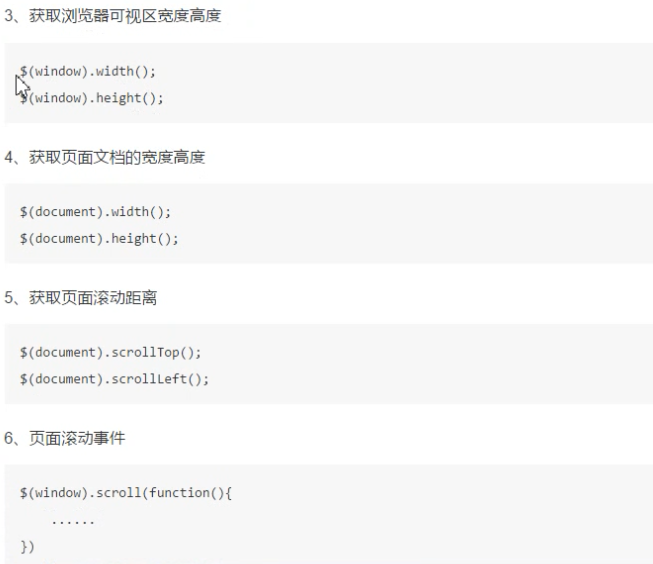 3、获取浏览器可视区宽度高度
$(window).width();
$(window).height();
4、获取页面文档的宽度高度
$(document).width();
$(document).height();
5、获取页面滚动距离
$(document).scrollTop();
$(document).scrollLeft();
6、页面滚动事件
$(window).scroll(function(){
    ......
})